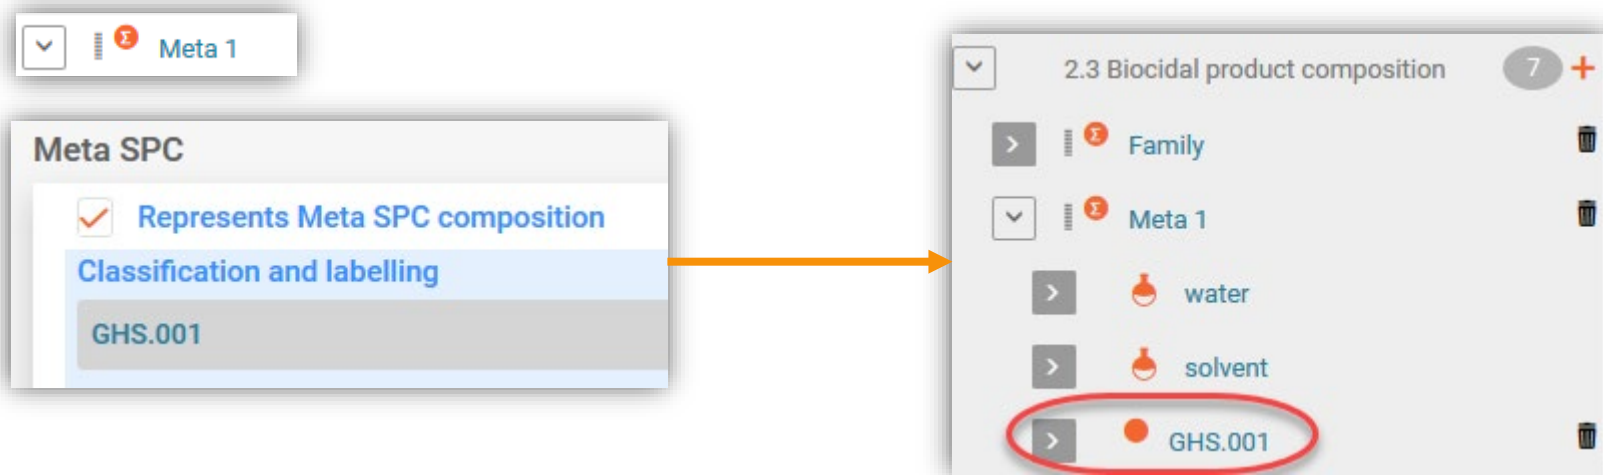 Σ Meta 1
Meta SPC
Represents Meta SPC composition
Classification and labelling
GHS.001
2.3 Biocidal product composition 7 +
Σ Family
Σ Meta 1
water
solvent
GHS.001